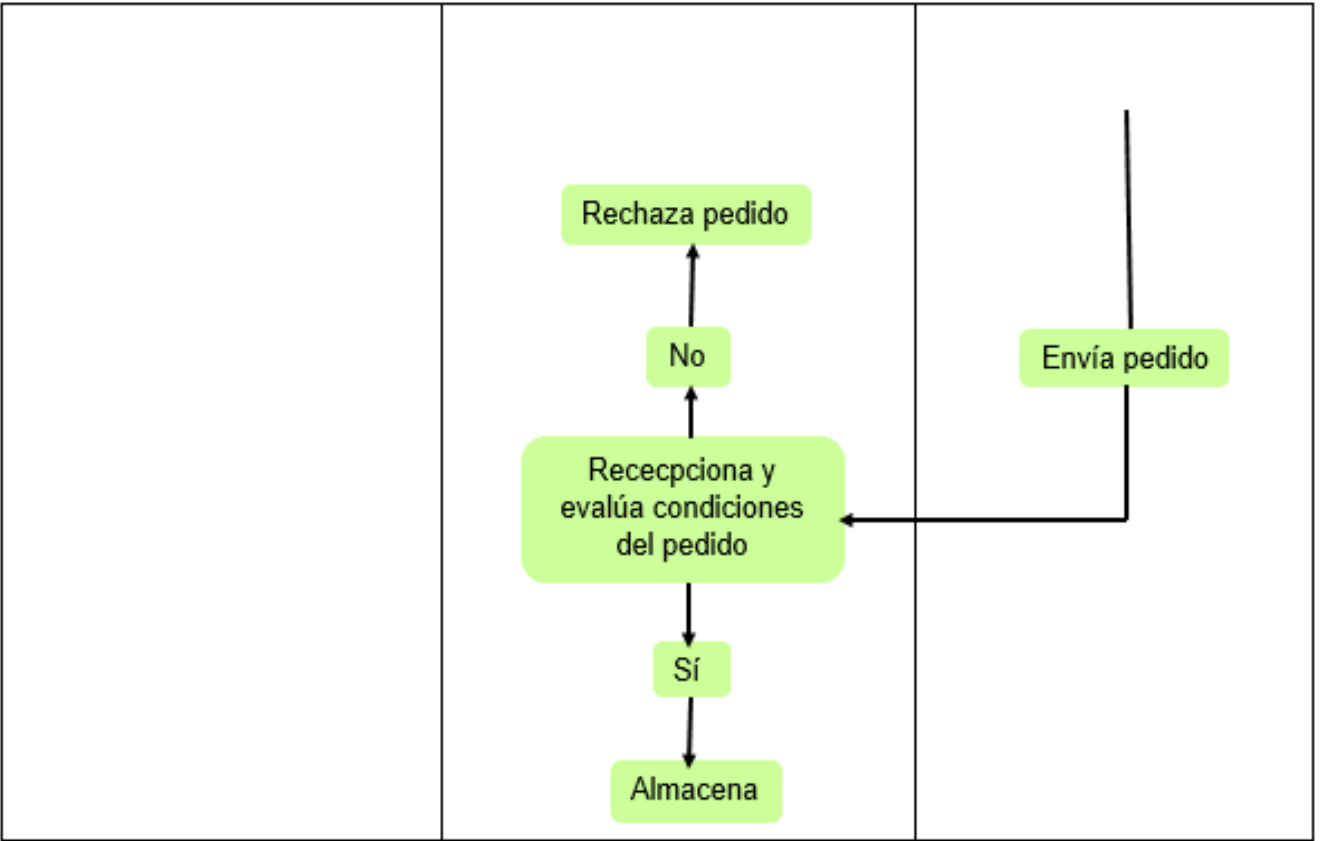 Rechaza pedido
No
Envía pedido
Rececpciona y
evalúa condiciones
del pedido
Sí
Almacena